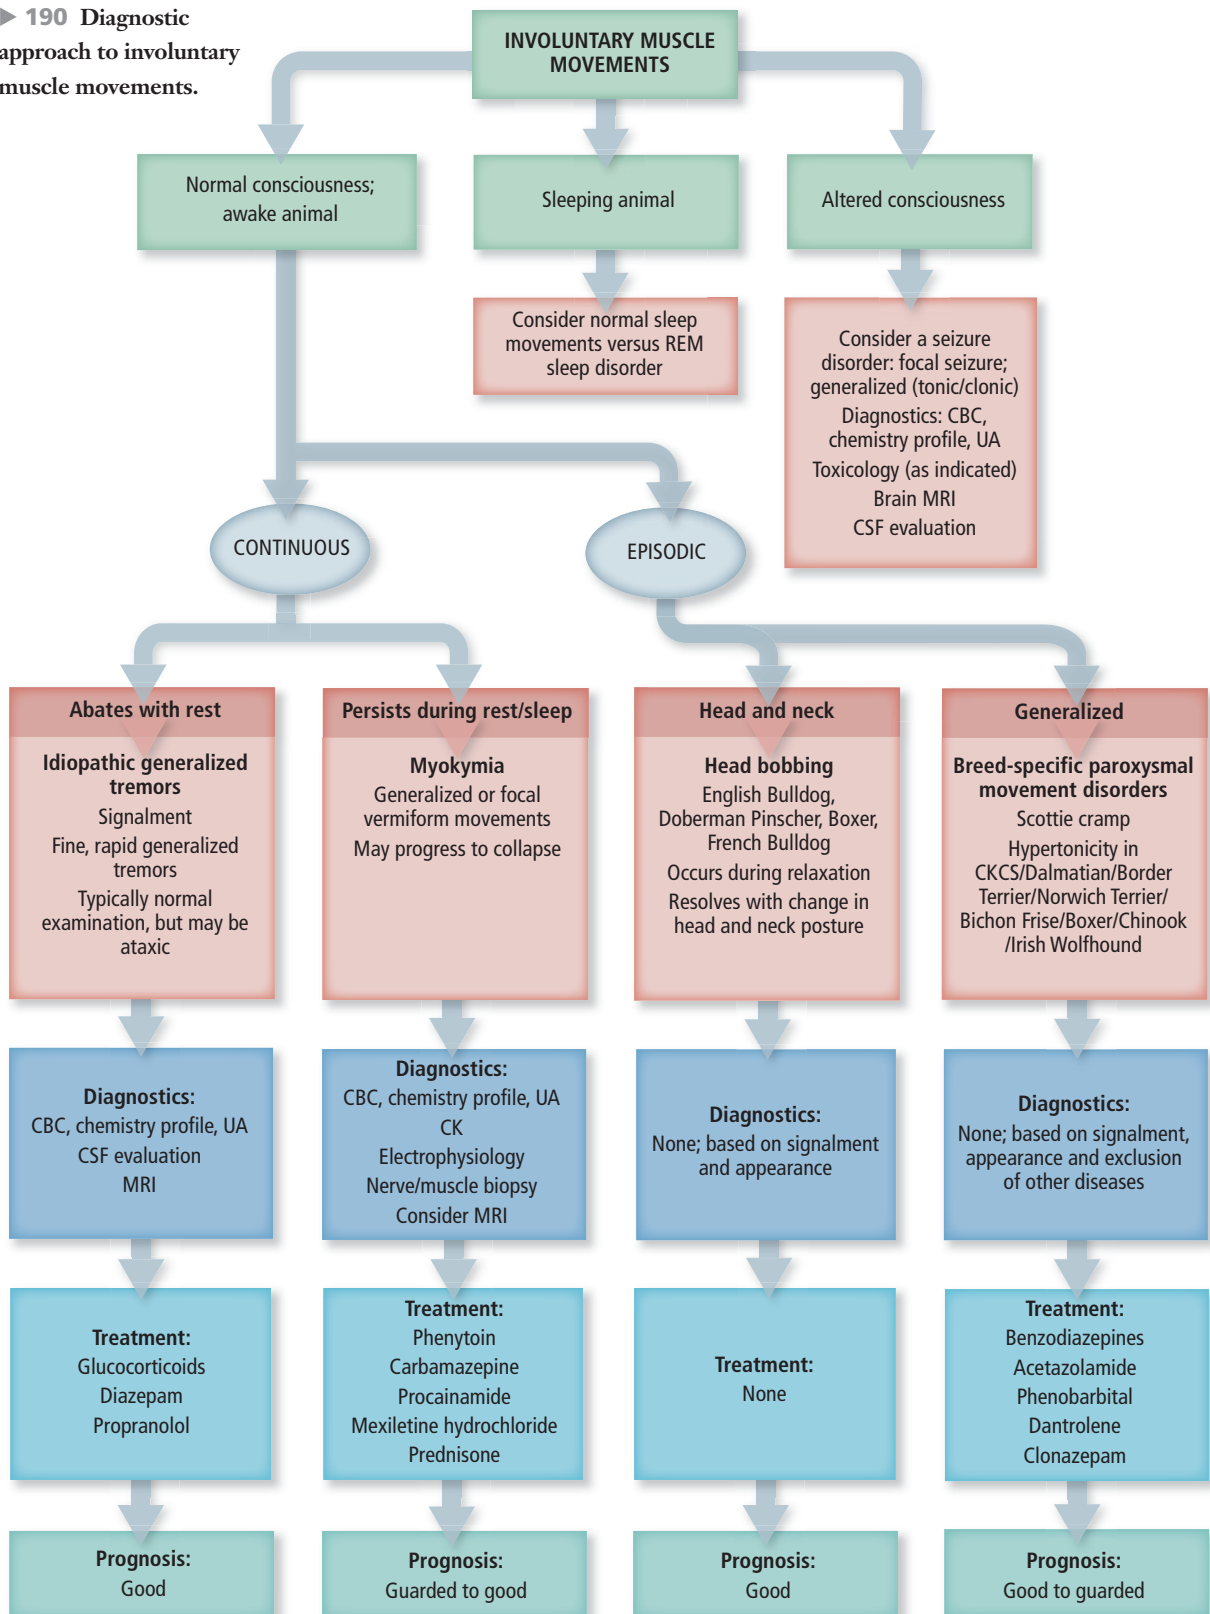 ▶ 190 Diagnostic
approach to involuntary
muscle movements.
INVOLUNTARY MUSCLE
MOVEMENTS
Normal consciousness;
awake animal
Sleeping animal
Altered consciousness
Consider normal sleep
movements versus REM
sleep disorder
Consider a seizure
disorder: focal seizure;
generalized (tonic/clonic)
Diagnostics: CBC,
chemistry profile, UA
Toxicology (as indicated)
Brain MRI
CSF evaluation
CONTINUOUS
EPISODIC
Abates with rest
Idiopathic generalized
tremors
Signalment
Fine, rapid generalized
tremors
Typically normal
examination, but may be
ataxic
Persists during rest/sleep
Myokymia
Generalized or focal
vermiform movements
May progress to collapse
Head and neck
Head bobbing
English Bulldog,
Doberman Pinscher, Boxer,
French Bulldog
Occurs during relaxation
Resolves with change in
head and neck posture
Generalized
Breed-specific paroxysmal
movement disorders
Scottie cramp
Hypertonicity in
CKCS/Dalmatian/Border
Terrier/Norwich Terrier/
Bichon Frise/Boxer/Chinook
/Irish Wolfhound
Diagnostics:
CBC, chemistry profile, UA
CSF evaluation
MRI
Diagnostics:
CBC, chemistry profile, UA
CK
Electrophysiology
Nerve/muscle biopsy
Consider MRI
Diagnostics:
None; based on signalment
and appearance
Diagnostics:
None; based on signalment,
appearance and exclusion
of other diseases
Treatment:
Glucocorticoids
Diazepam
Propranolol
Treatment:
Phenytoin
Carbamazepine
Procainamide
Mexiletine hydrochloride
Prednisone
Treatment:
None
Treatment:
Benzodiazepines
Acetazolamide
Phenobarbital
Dantrolene
Clonazepam
Prognosis:
Good
Prognosis:
Guarded to good
Prognosis:
Good
Prognosis:
Good to guarded